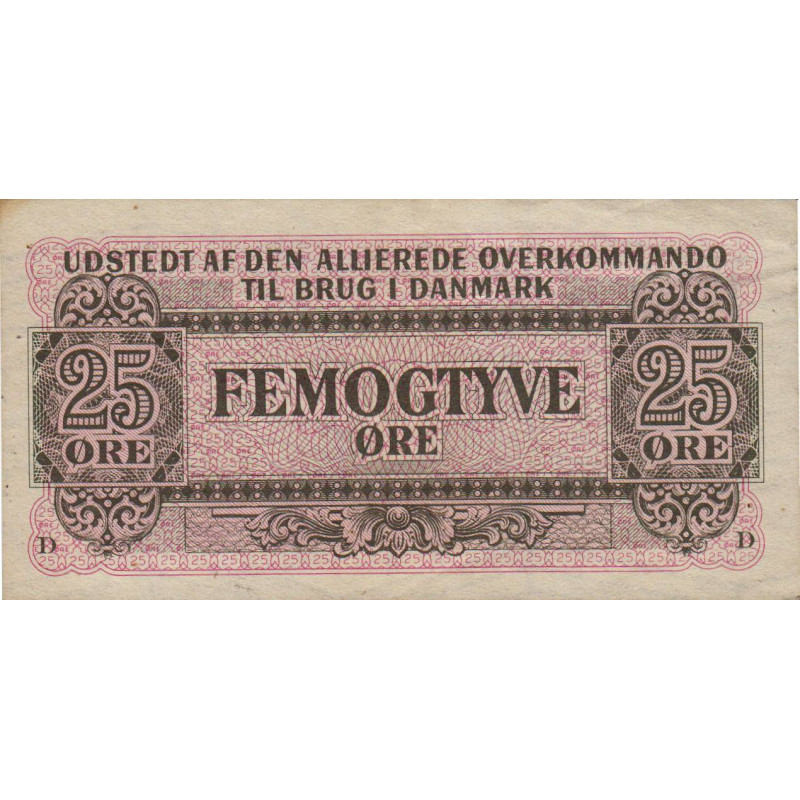 UDSTEDT AF DEN ALLIEREDE OVERKOMMANDO
TIL BRUG I DANMARK
25
ØRE
FEMOGTYVE
ØRE
25
ØRE
D
D